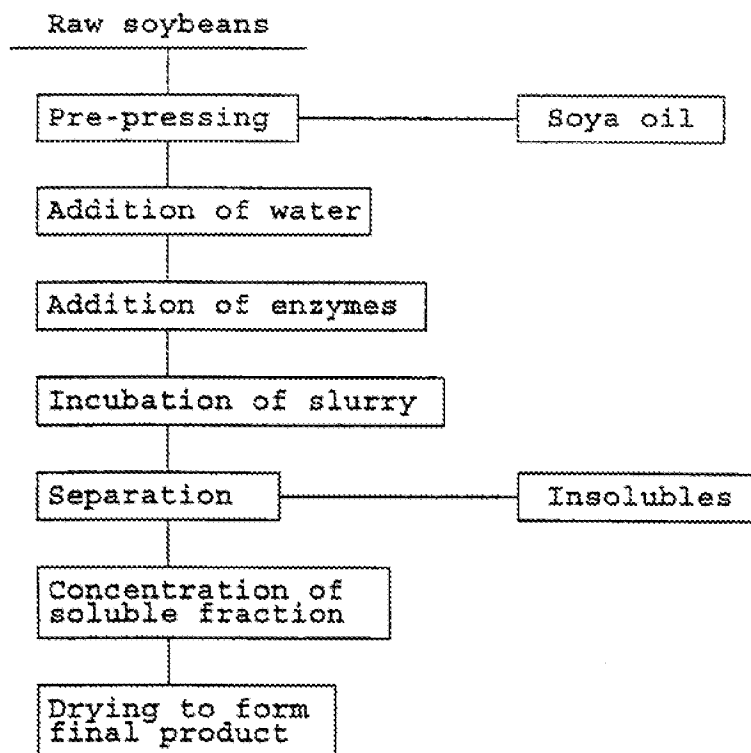 Raw soybeans
Pre-pressing
Soya oil
Addition of water
Addition of enzymes
Incubation of slurry
Separation
Insolubles
Concentration of
soluble fraction
Drying to form
final product